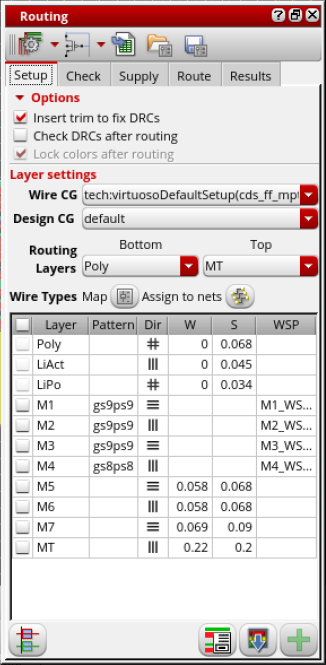 Routing
Setup Check Supply Route Results
Options
Insert trim to fix DRCs
Check DRCs after routing
Lock colors after routing
Layer settings
Wire CG tech:virtuosoDefaultSetup(cds_ff_mpt
Design CG default
Bottom Top
Routing Layers Poly MT
Wire Types Map Assign to nets
Layer Pattern Dir W S WSP
Poly 0 0.068
LiAct 0 0.045
LiPo 0 0.034
M1 gs9ps9 M1_WS...
M2 gs9ps9 M2_WS...
M3 gs9ps9 M3_WS...
M4 gs8ps8 M4_WS...
M5 0.058 0.068
M6 0.058 0.068
M7 0.069 0.09
MT 0.22 0.2